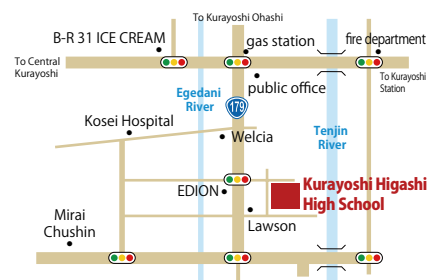 To Kurayoshi Ohashi
B-R 31 ICE CREAM
gas station
fire department
To Central
Kurayoshi
To Kurayoshi
Station
public office
Egedani
River
179
Kosei Hospital
Welcia
Tenjin
River
EDION
Kurayoshi Higashi
High School
Lawson
Mirai
Chushin